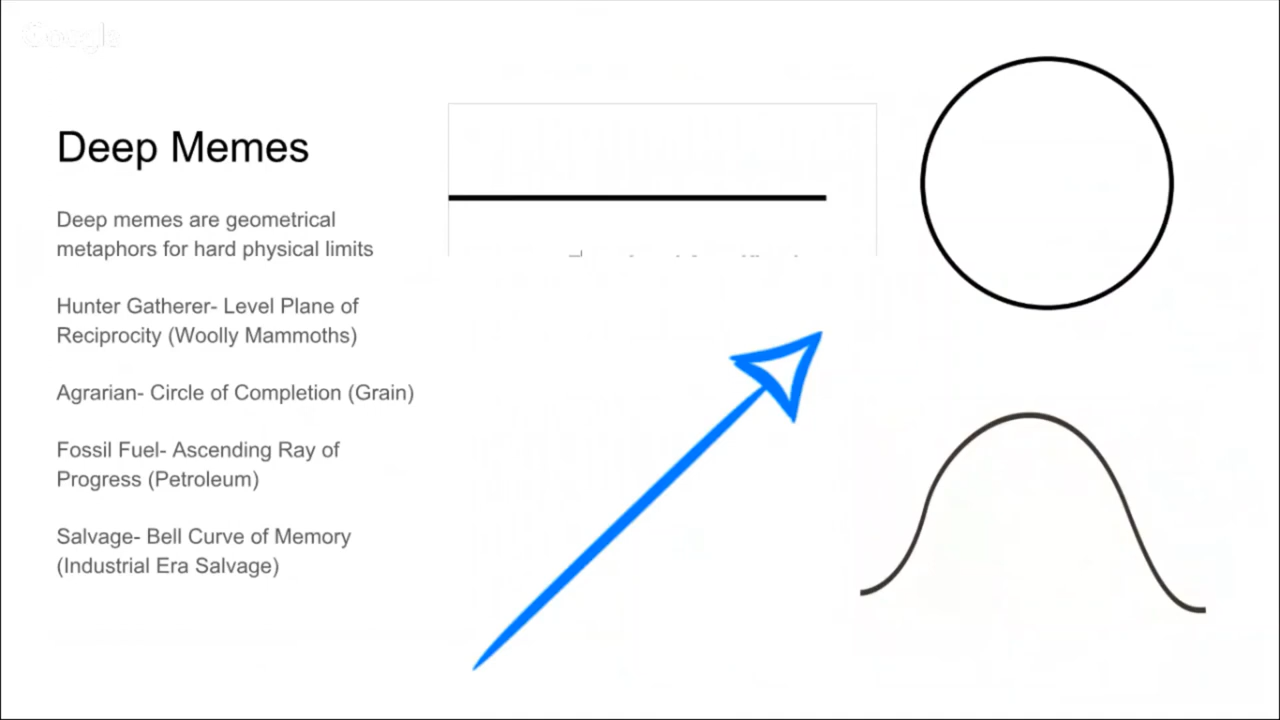 Google
Deep Memes
Deep memes are geometrical
metaphors for hard physical limits
Hunter Gatherer- Level Plane of
Reciprocity (Woolly Mammoths)
Agrarian- Circle of Completion (Grain)
Fossil Fuel- Ascending Ray of
Progress (Petroleum)
Salvage- Bell Curve of Memory
(Industrial Era Salvage)